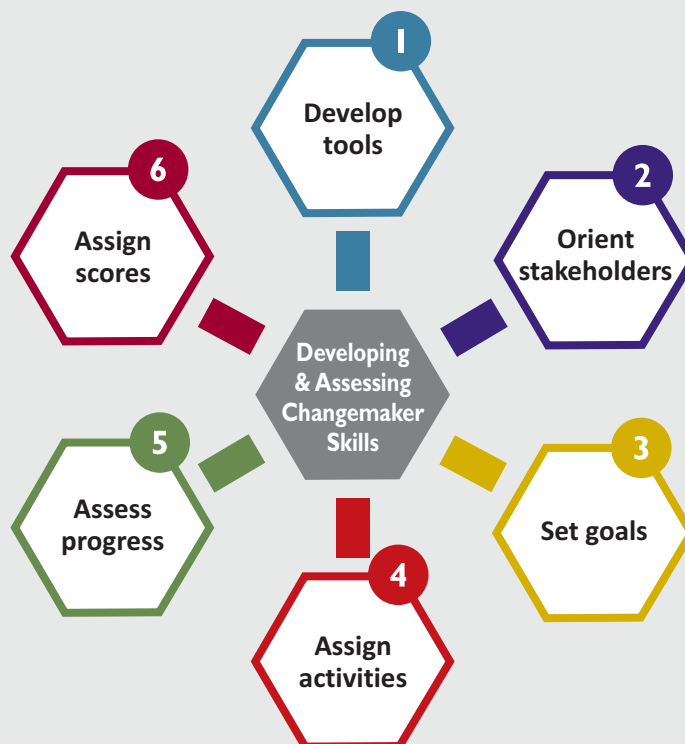 1
Develop
tools
2
Orient
stakeholders
3
Set goals
4
Assign
activities
5
Assess
progress
6
Assign
scores
Developing
& Assessing
Changemaker
Skills